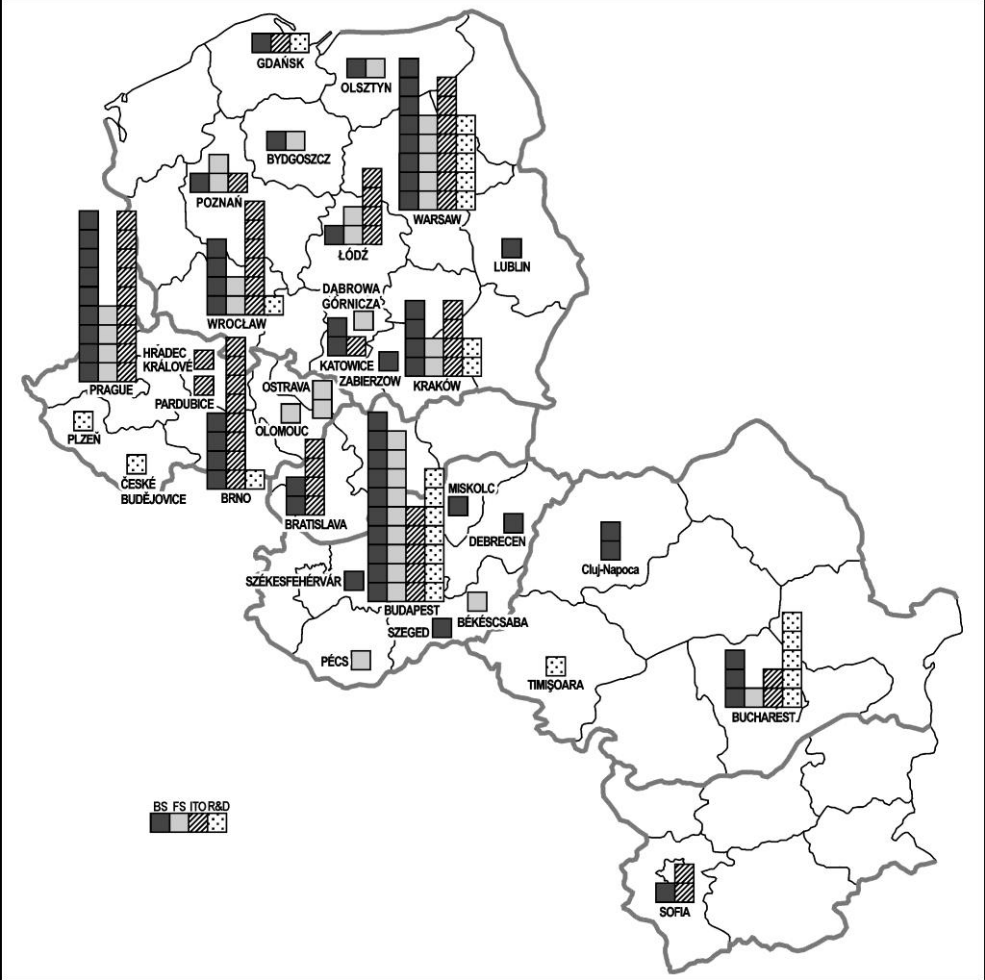 GDAŃSK
OLSZTYN
BYDGOSZCZ
POZNAŃ
WARSAW
ŁÓDŹ
LUBLIN
DĄBROWA
GÓRNICZA
WROCŁAW
KATOWICE
ZABIERZOW
KRAKÓW
HRADEC
KRÁLOVÉ
PRAGUE
PARDUBICE
OSTRAVA
OLOMOUC
PLZEŇ
ČESKÉ
BUDĚJOVICE
BRNO
BRATISLAVA
MISKOLC
DEBRECEN
Cluj-Napoca
SZÉKESFEHÉRVÁR
BUDAPEST
BÉKÉSCSABA
SZEGED
PÉCS
TIMIŞOARA
BUCHAREST
BS FS ITO R&D
SOFIA